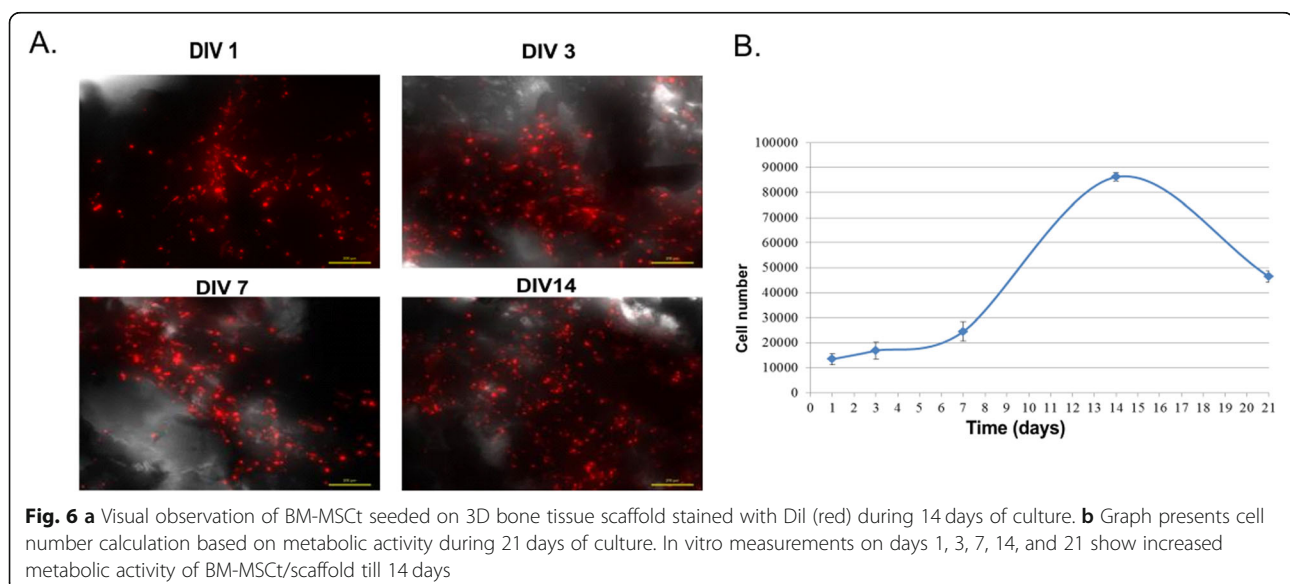 A.
DIV 1
DIV 3
DIV 7
DIV14
B.
Cell number
100000
90000
80000
70000
60000
50000
40000
30000
20000
10000
0
0 1 2 3 4 5 6 7 8 9 10 11 12 13 14 15 16 17 18 19 20 21
Time (days)
Fig. 6 a Visual observation of BM-MSCt seeded on 3D bone tissue scaffold stained with DiI (red) during 14 days of culture. b Graph presents cell
number calculation based on metabolic activity during 21 days of culture. In vitro measurements on days 1, 3, 7, 14, and 21 show increased
metabolic activity of BM-MSCt/scaffold till 14 days